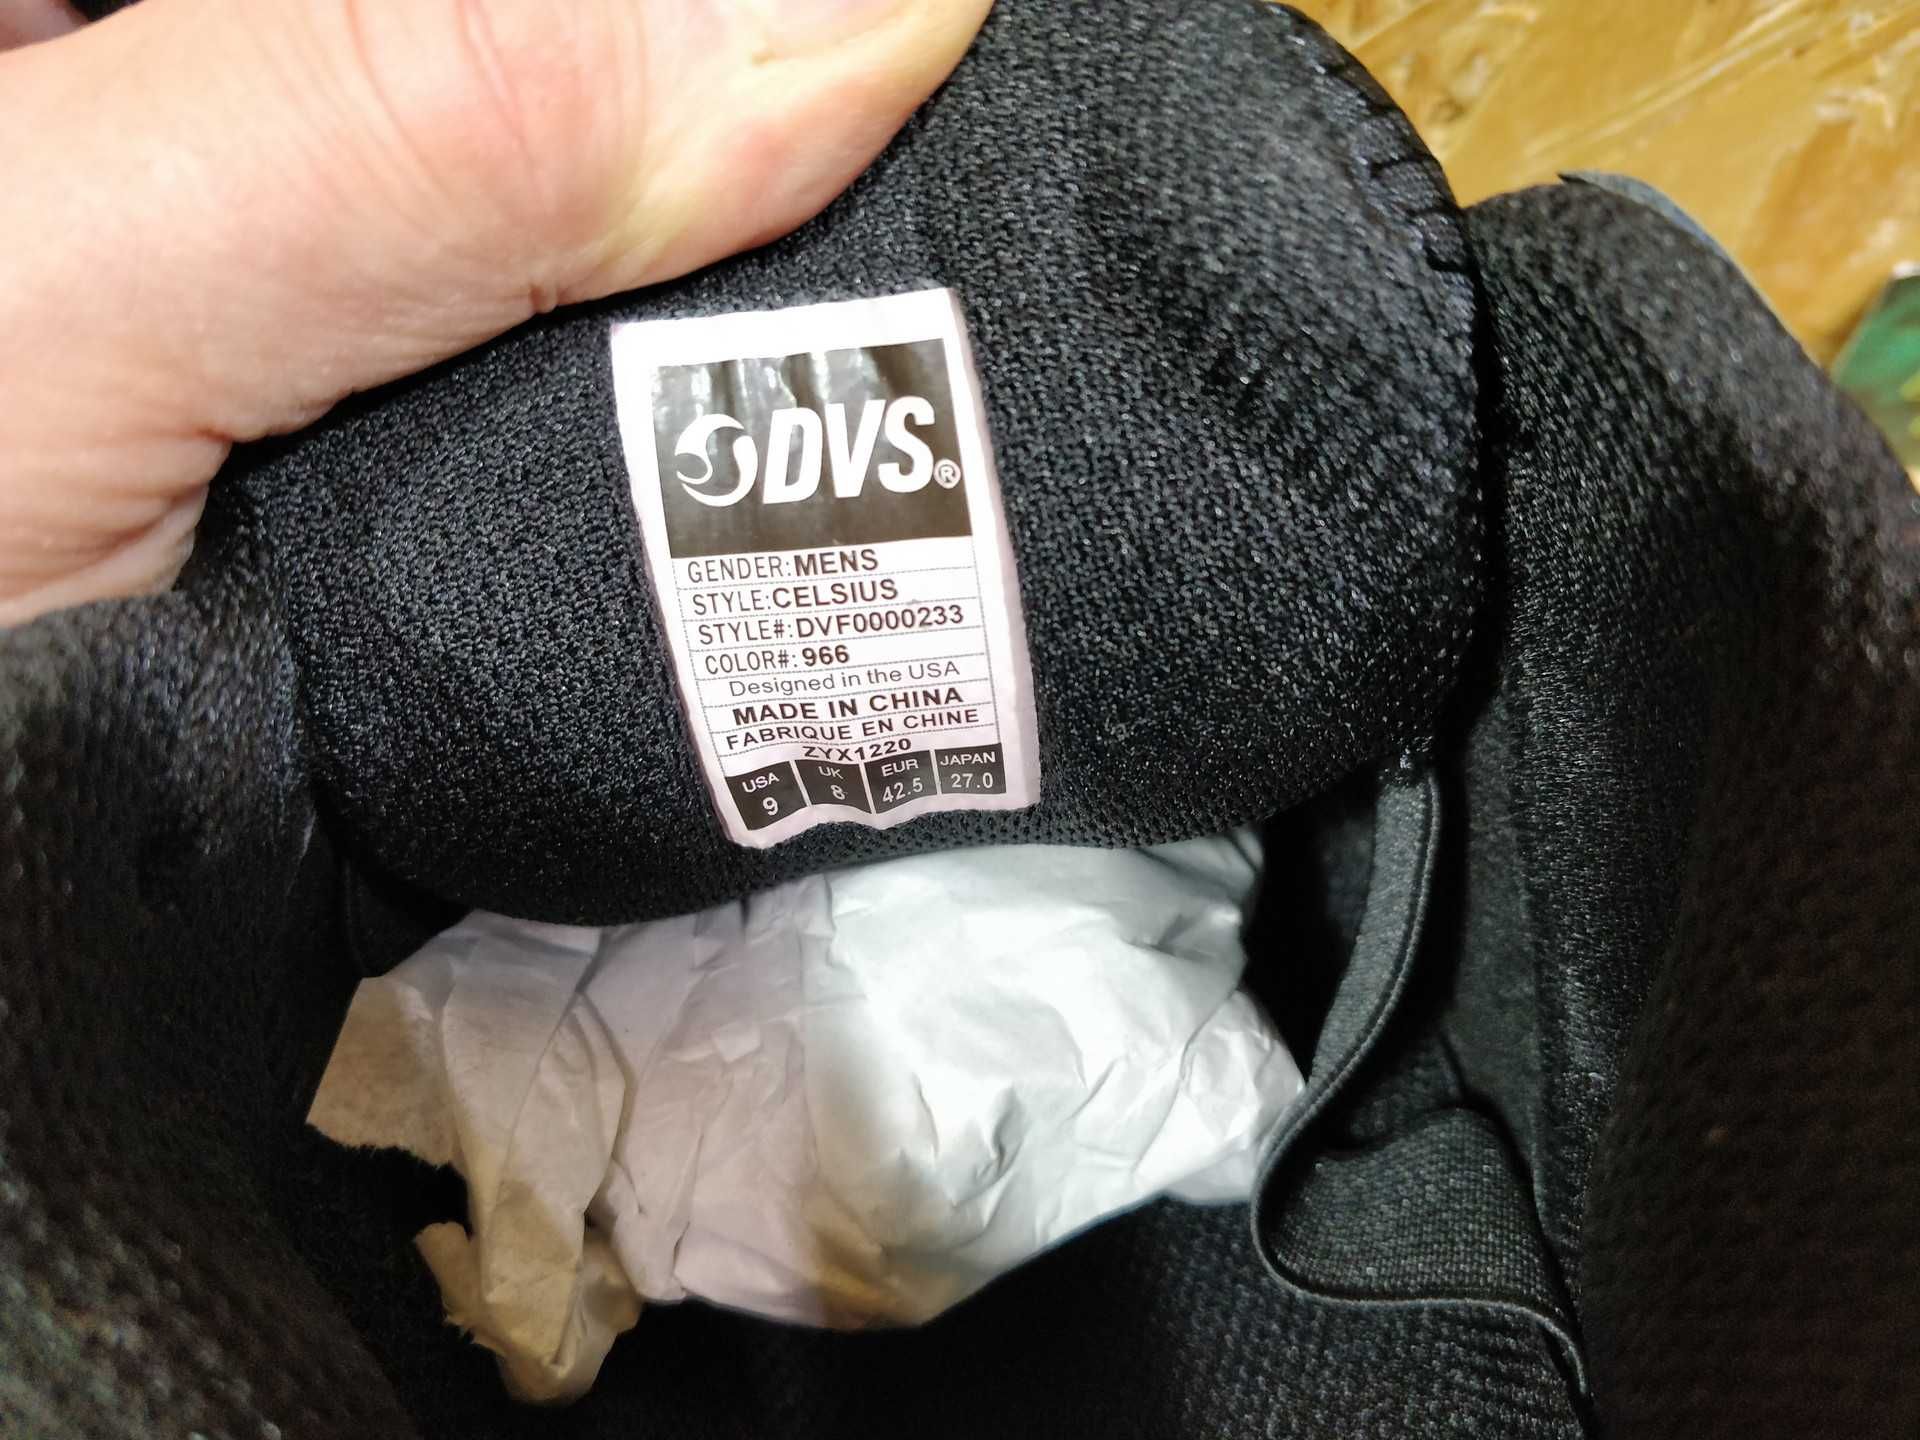 DVS®
GENDER: MENS
STYLE: CELSIUS
STYLE#: DVF0000233
COLOR#: 966
Designed in the USA
MADE IN CHINA
FABRIQUE EN CHINE
ZYX1220
USA UK EUR JAPAN
9 8 42.5 27.0